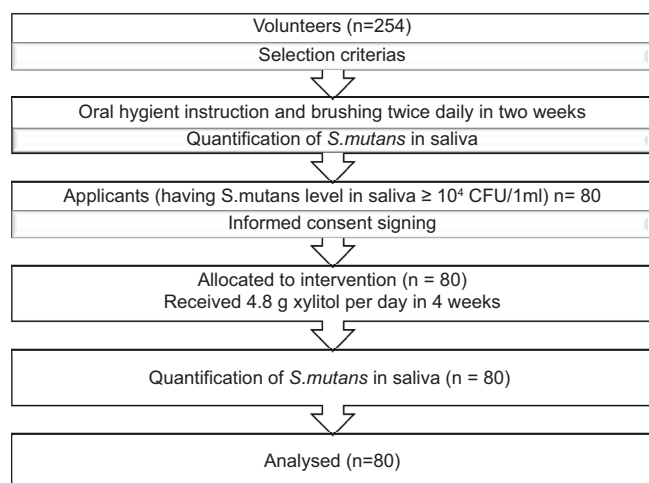 Volunteers (n=254)
Selection criterias
Oral hygient instruction and brushing twice daily in two weeks
Quantification of S.mutans in saliva
Applicants (having S.mutans level in saliva ≥ 10⁴ CFU/1ml) n= 80
Informed consent signing
Allocated to intervention (n = 80)
Received 4.8 g xylitol per day in 4 weeks
Quantification of S.mutans in saliva (n = 80)
Analysed (n=80)